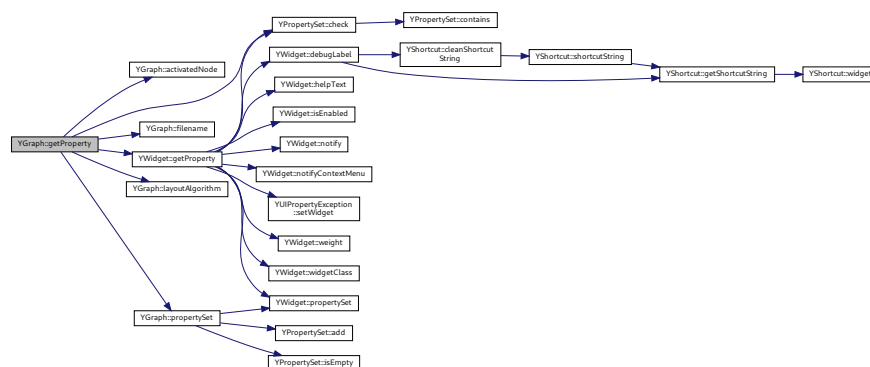 YPropertySet::check
YPropertySet::contains
YWidget::debugLabel
YShortcut::cleanShortcut
String
YShortcut::shortcutString
YGraph::activatedNode
YShortcut::getShortcutString
YShortcut::widget
YWidget::helpText
YWidget::isEnabled
YGraph::filename
YGraph::getProperty
YWidget::notify
YWidget::getProperty
YWidget::notifyContextMenu
YGraph::layoutAlgorithm
YUIPropertyException
::setWidget
YWidget::weight
YWidget::widgetClass
YWidget::propertySet
YGraph::propertySet
YPropertySet::add
YPropertySet::isEmpty